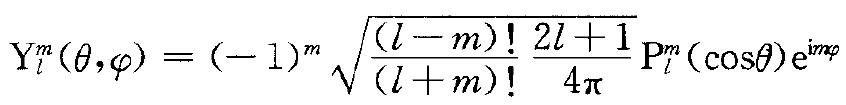 Y_l^m(θ,φ) = (−1)^m √((l−m)!/(l+m)! (2l+1)/(4π)) P_l^m(cosθ)e^{imφ}